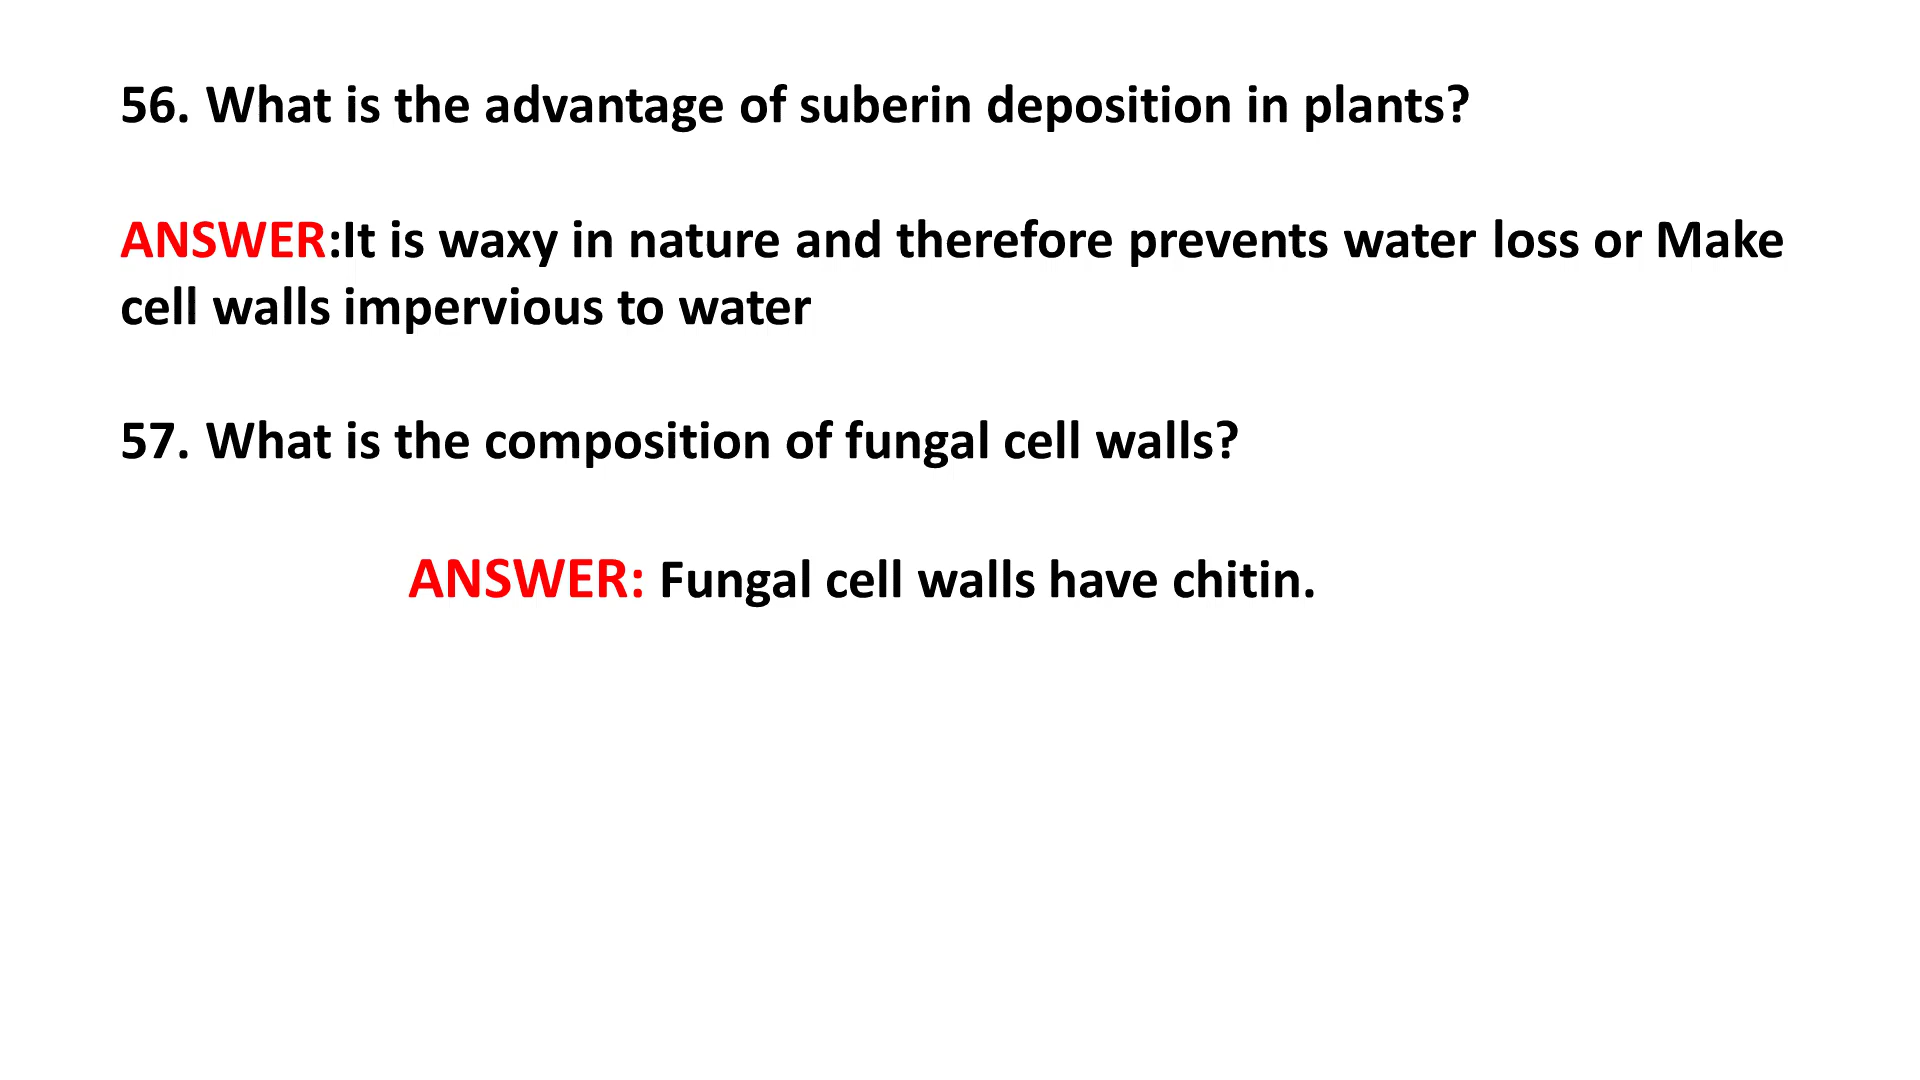 56. What is the advantage of suberin deposition in plants?
ANSWER:It is waxy in nature and therefore prevents water loss or Make
cell walls impervious to water
57. What is the composition of fungal cell walls?
ANSWER: Fungal cell walls have chitin.